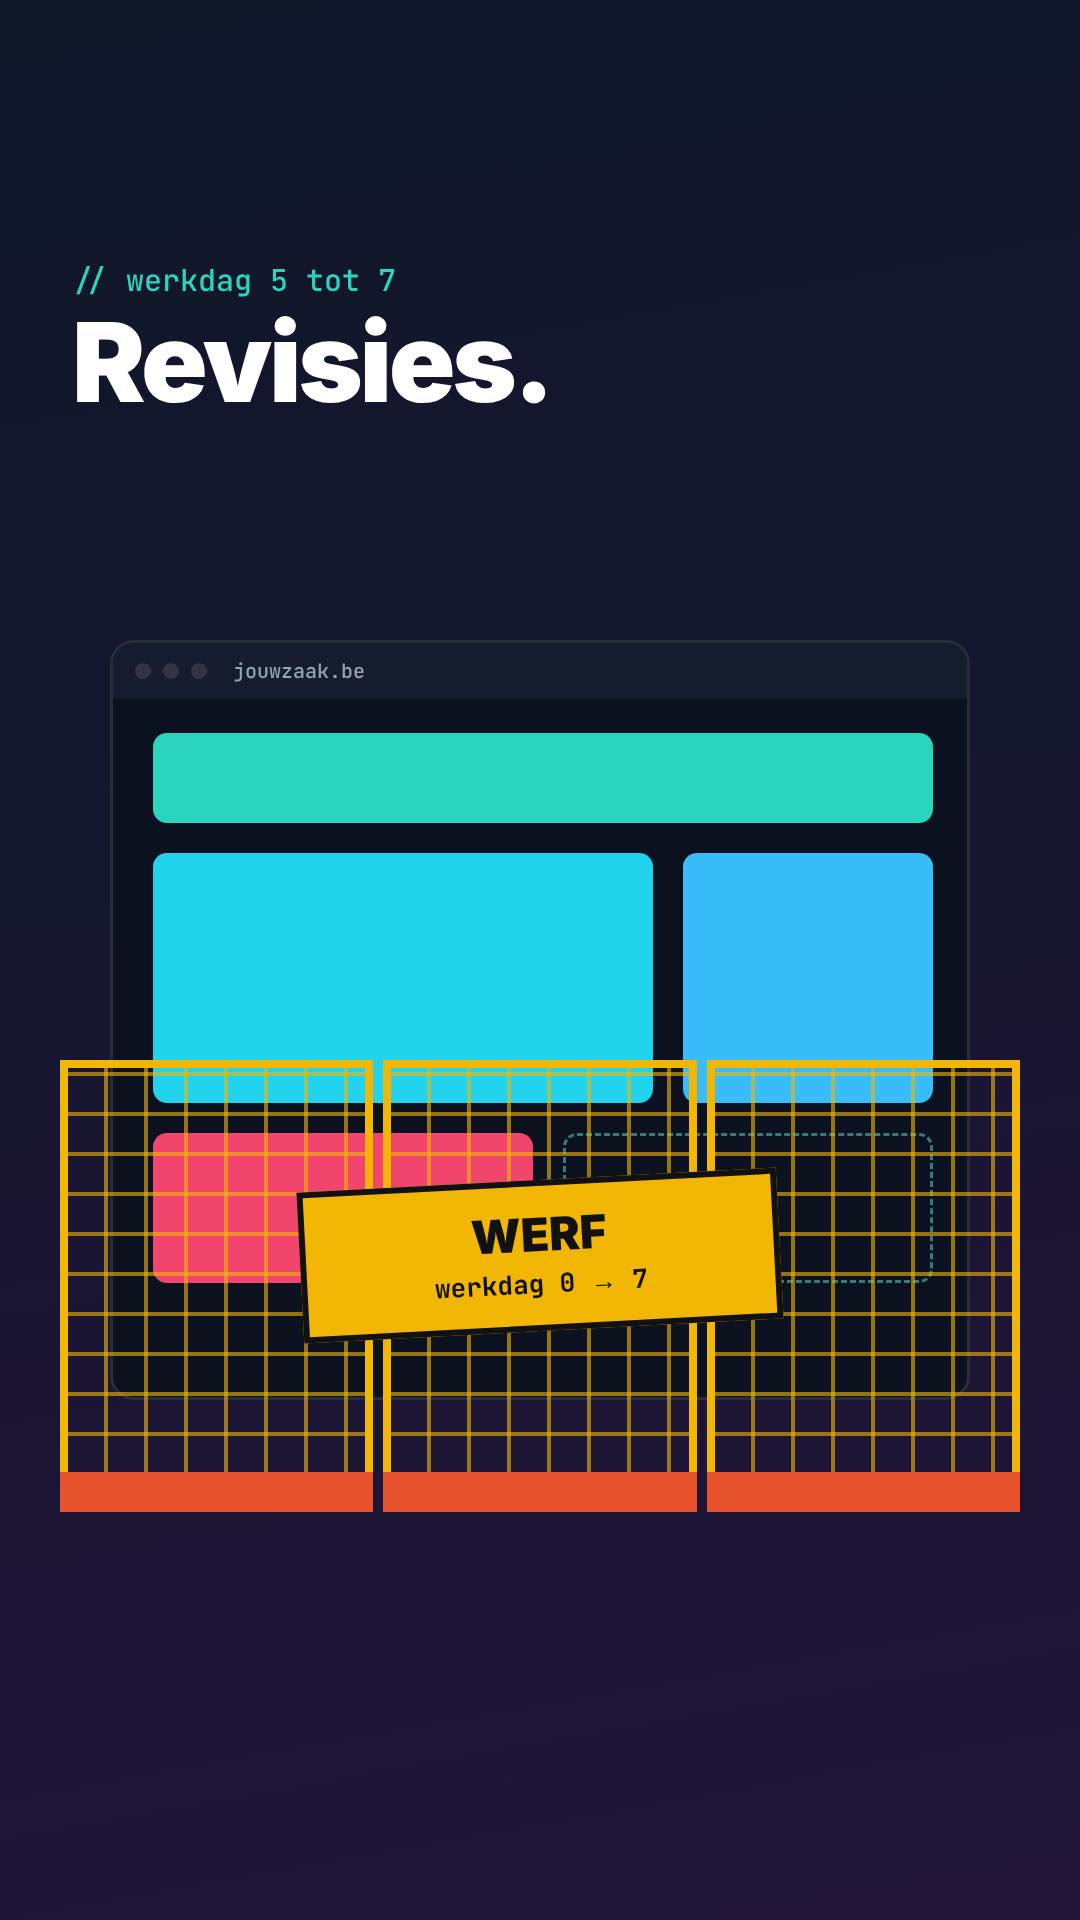 // werkdag 5 tot 7
Revisies.
jouwzaak.be
WERF
werkdag 0 → 7